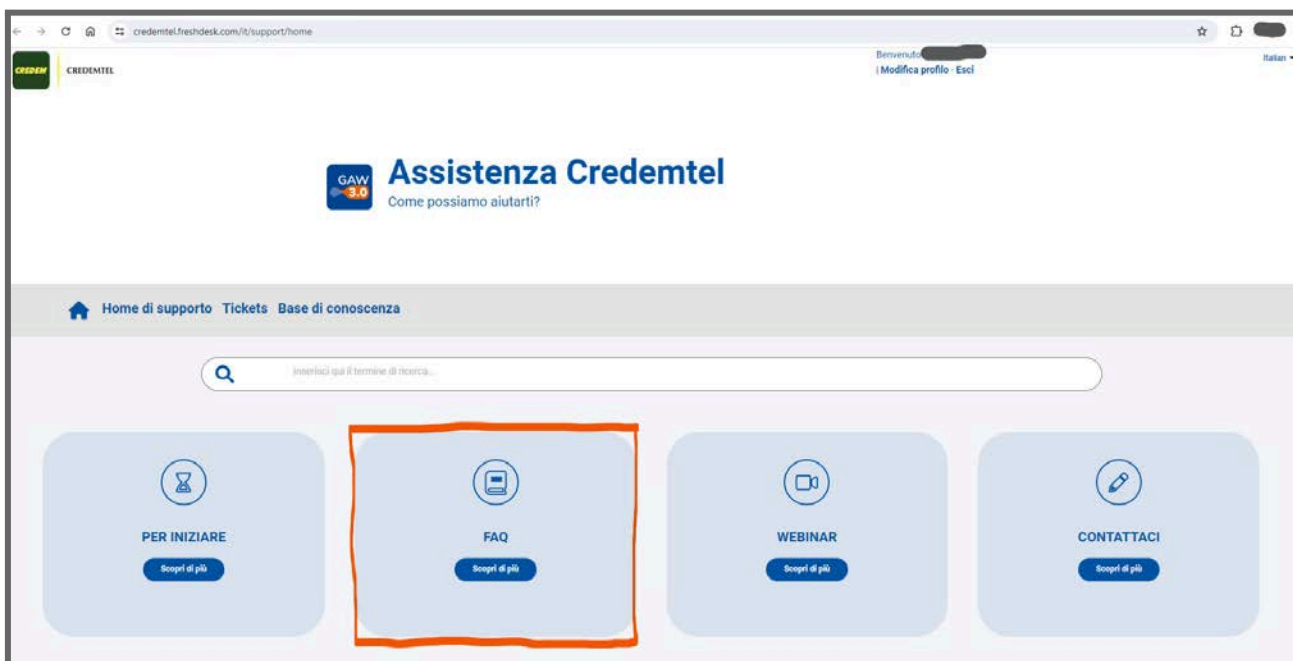 credemtel.freshdesk.com/it/support/home
CREDEM
CREDEMTEL
Benvenuto
| Modifica profilo - Esci
Italian
GAW
3.0
Assistenza Credemtel
Come possiamo aiutarti?
Home di supporto Tickets Base di conoscenza
Inserisci qui il termine di ricerca...
PER INIZIARE
Scopri di più
FAQ
Scopri di più
WEBINAR
Scopri di più
CONTATTACI
Scopri di più